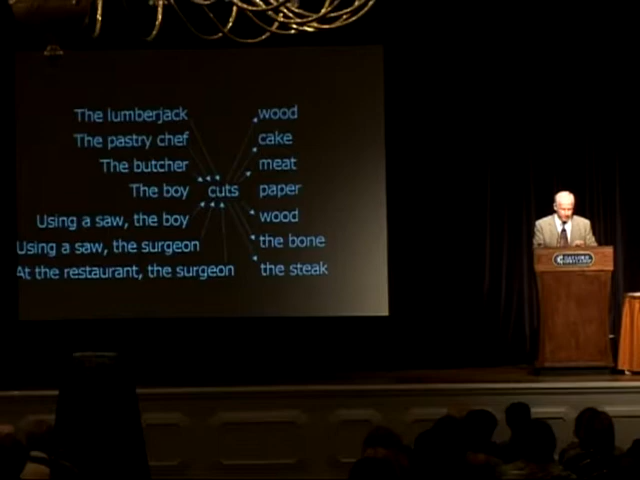 The lumberjack wood
The pastry chef cake
The butcher meat
The boy cuts paper
Using a saw, the boy wood
Using a saw, the surgeon the bone
At the restaurant, the surgeon the steak
GAYLORD